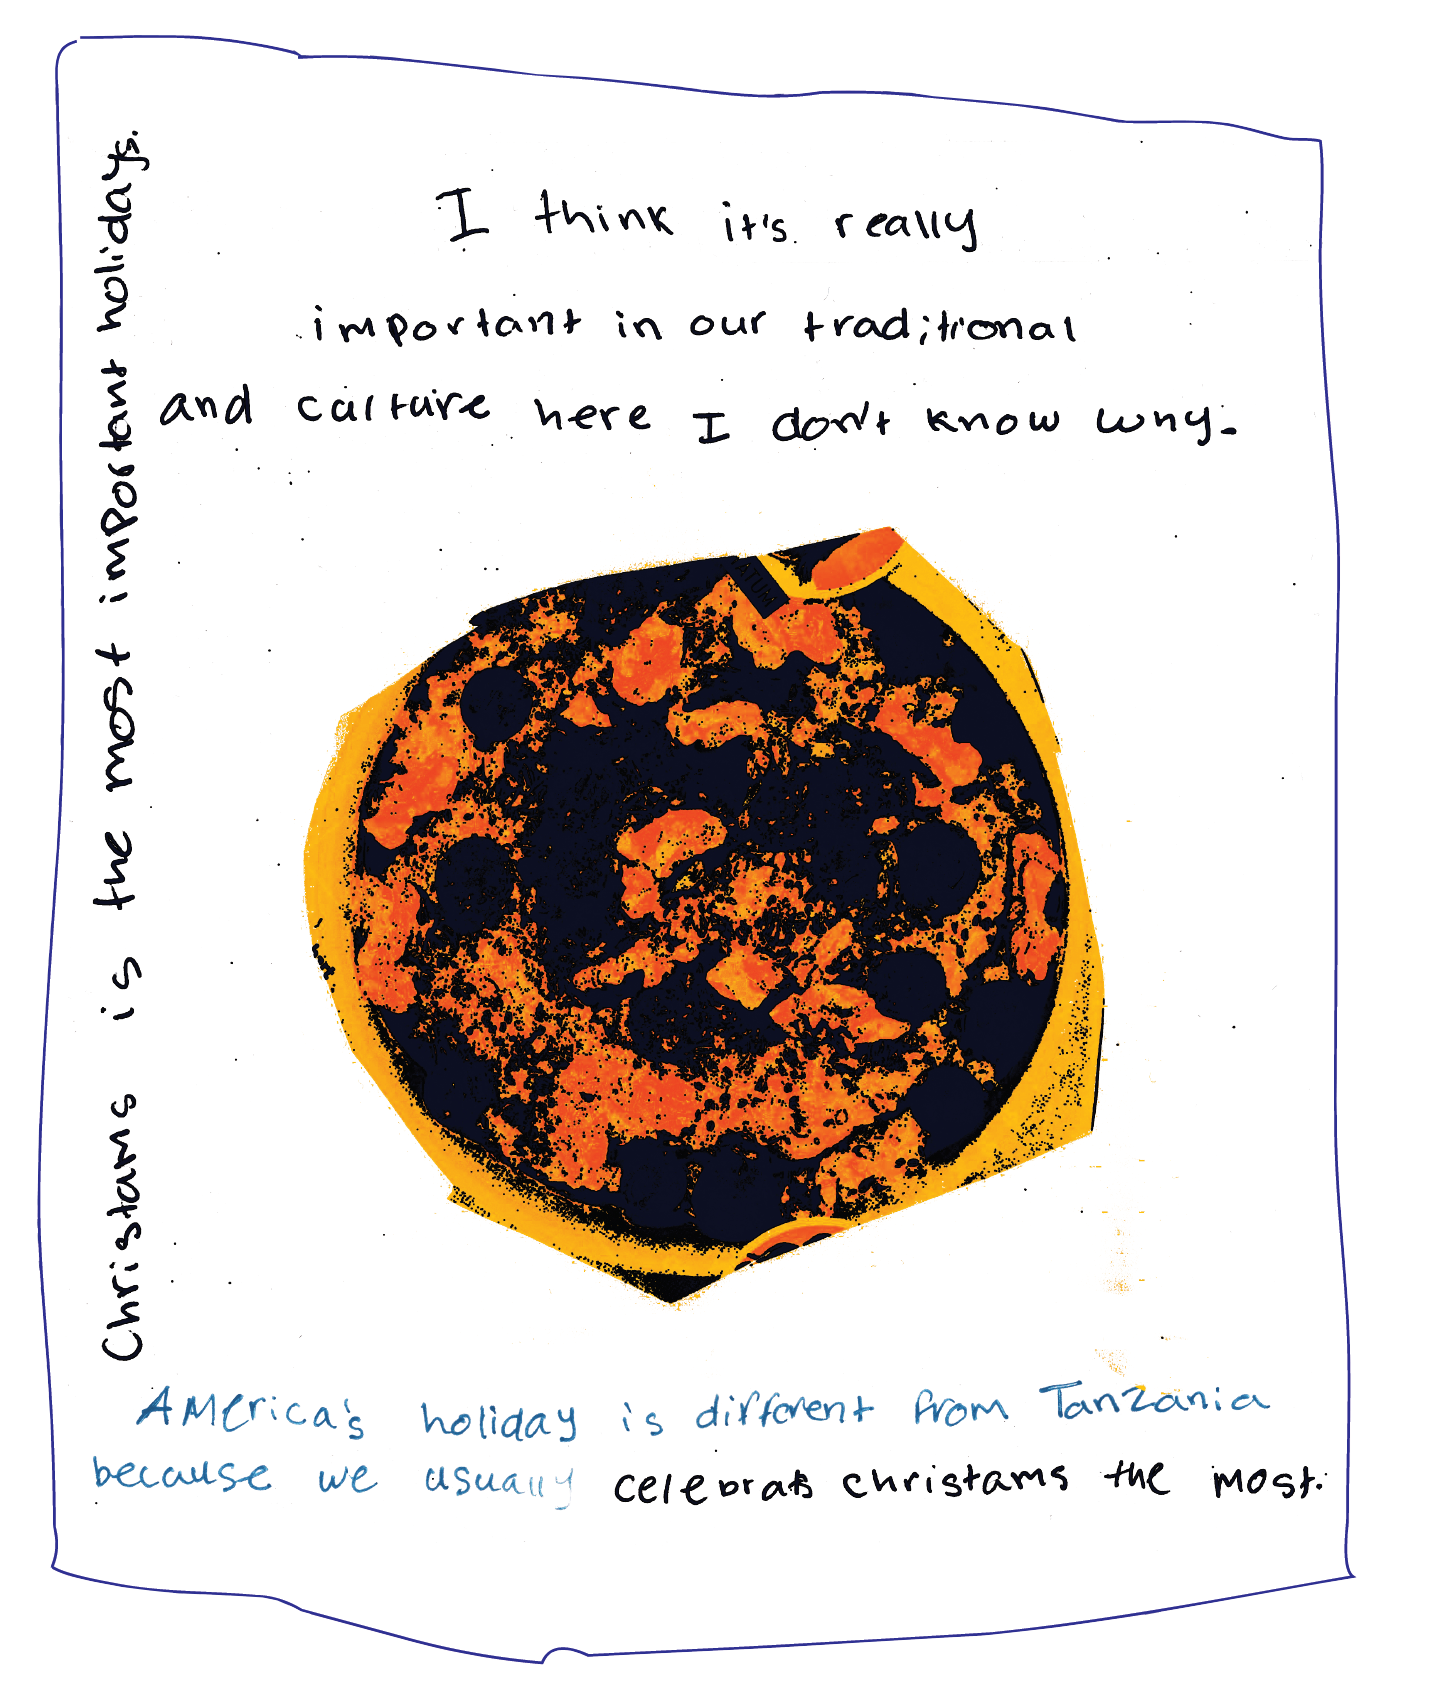 Christams is the most important holidays.
I think it's really
important in our traditional
and culture here I don't know why.
America's holiday is different from Tanzania
because we usually celebrats christams the most.